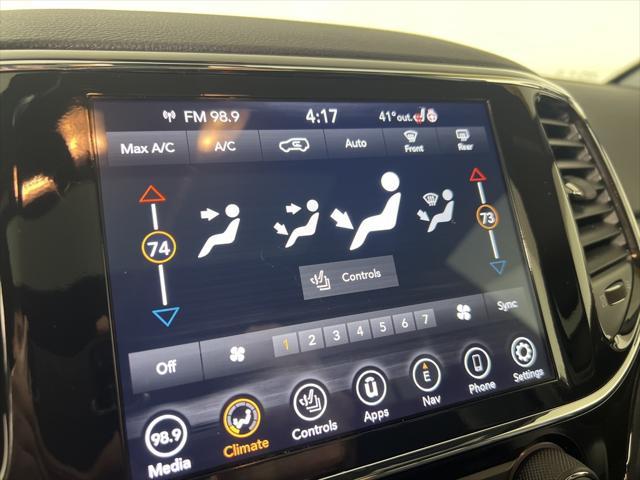 FM 98.9 4:17 41° out.
Max A/C A/C Auto Front Rear
74 73
Controls
Sync
Off 1 2 3 4 5 6 7
98.9 E
Media Climate Controls Apps Nav Phone Settings